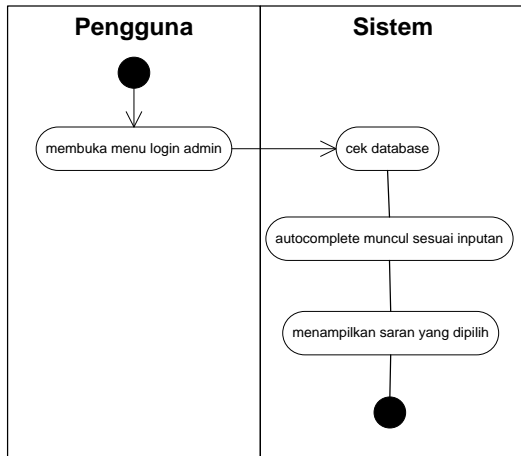 Pengguna
Sistem
membuka menu login admin
cek database
autocomplete muncul sesuai inputan
menampilkan saran yang dipilih